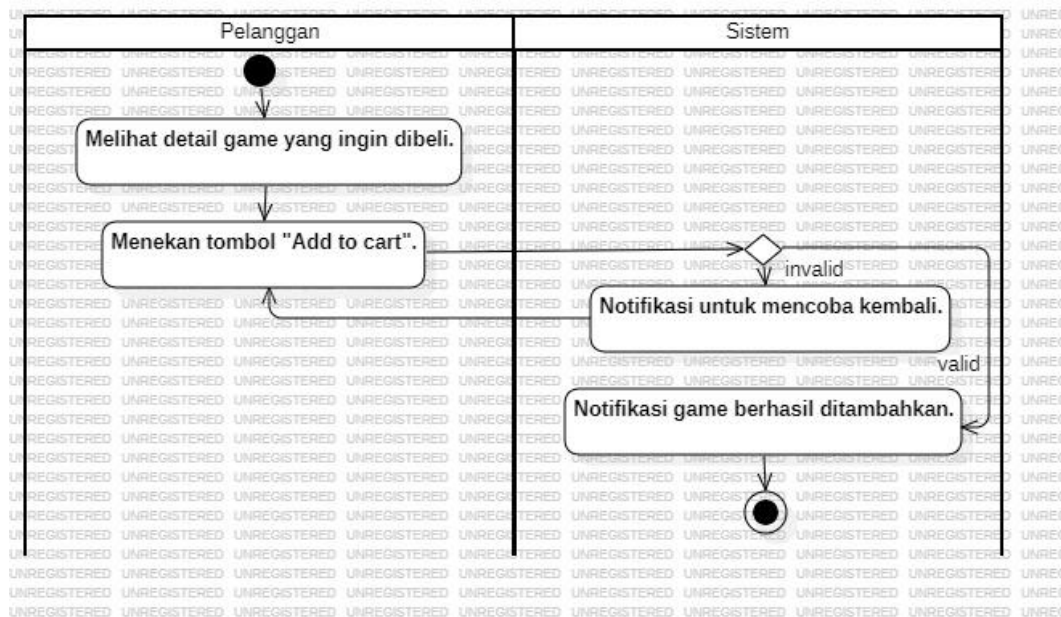 Pelanggan
Sistem
Melihat detail game yang ingin dibeli.
Menekan tombol "Add to cart".
invalid
Notifikasi untuk mencoba kembali.
valid
Notifikasi game berhasil ditambahkan.
UNREGISTERED